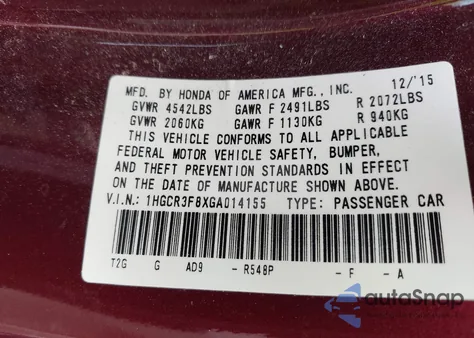 MFD. BY HONDA OF AMERICA MFG., INC. 12/'15
GVWR 4542LBS GAWR F 2491LBS R 2072LBS
GVWR 2060KG GAWR F 1130KG R 940KG
THIS VEHICLE CONFORMS TO ALL APPLICABLE
FEDERAL MOTOR VEHICLE SAFETY, BUMPER,
AND THEFT PREVENTION STANDARDS IN EFFECT
ON THE DATE OF MANUFACTURE SHOWN ABOVE.
V.I.N.: 1HGCR3F8XGA014155 TYPE: PASSENGER CAR
T2G G AD9 - R548P - F - A
autoSnap